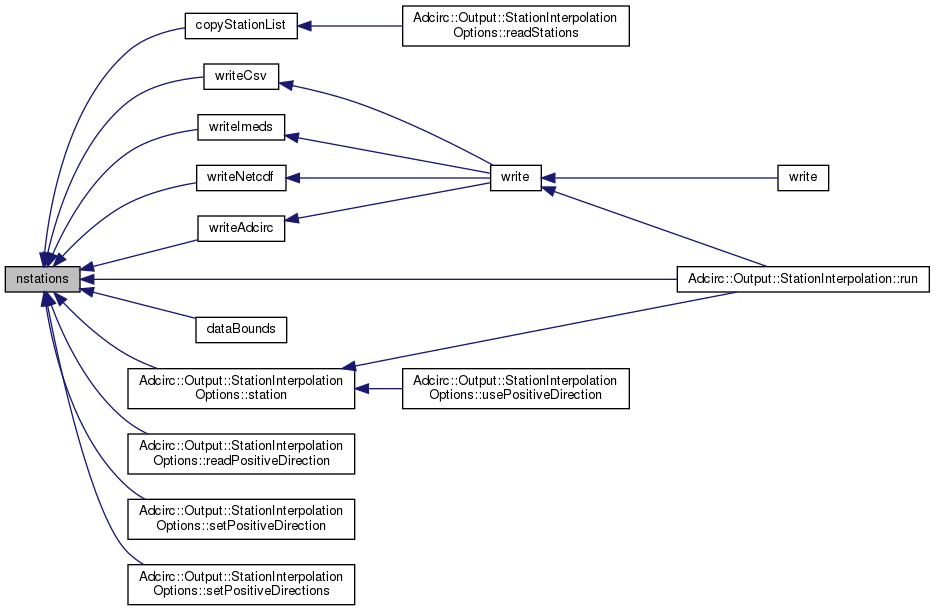 copyStationList
Adcirc::Output::StationInterpolation
Options::readStations
writeCsv
writeImeds
writeNetcdf
write
write
writeAdcirc
nstations
Adcirc::Output::StationInterpolation::run
dataBounds
Adcirc::Output::StationInterpolation
Options::station
Adcirc::Output::StationInterpolation
Options::usePositiveDirection
Adcirc::Output::StationInterpolation
Options::readPositiveDirection
Adcirc::Output::StationInterpolation
Options::setPositiveDirection
Adcirc::Output::StationInterpolation
Options::setPositiveDirections